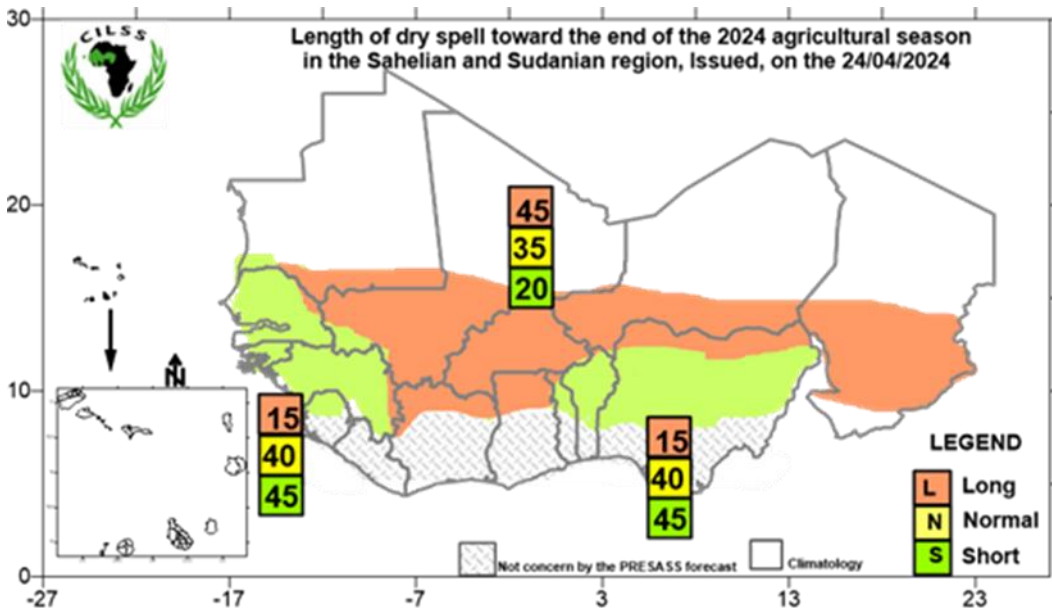 CILSS
Length of dry spell toward the end of the 2024 agricultural season
in the Sahelian and Sudanian region, Issued, on the 24/04/2024
30
20
10
0
45
35
20
N
15
40
45
15
40
45
LEGEND
L Long
N Normal
S Short
Not concern by the PRESASS forecast
Climatology
-27 -17 -7 3 13 23